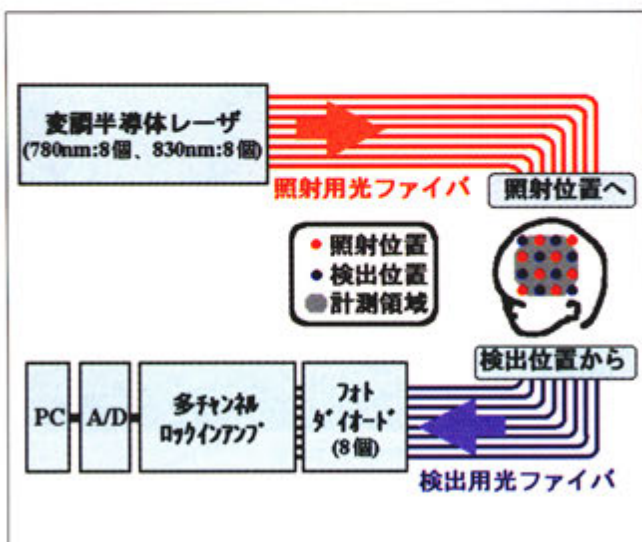 変調半導体レーザ
(780nm:8個、830nm:8個)
照射用光ファイバ
照射位置へ
照射位置
検出位置
計測領域
検出位置から
PC
A/D
多チャンネル
ロックインアンプ
フォト
ダイオード
(8個)
検出用光ファイバ